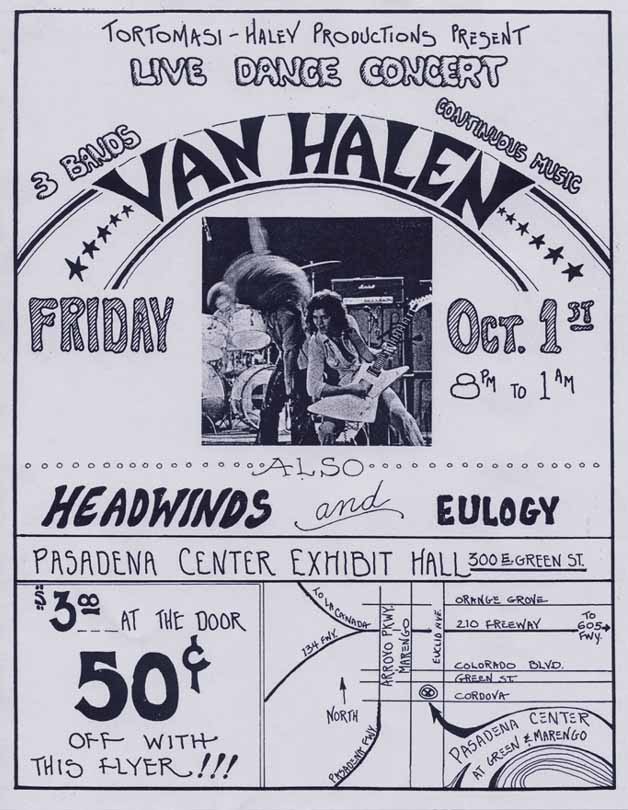 TORTOMASI-HALEY PRODUCTIONS PRESENT
LIVE DANCE CONCERT
3 BANDS
CONTINUOUS MUSIC
VAN HALEN
Marshall
FRIDAY
OCT. 1ST
8PM TO 1AM
ALSO
HEADWINDS and EULOGY
PASADENA CENTER EXHIBIT HALL 300 E. GREEN ST.
$3.00 AT THE DOOR
50¢
OFF WITH
THIS FLYER!!!
TO LA CANADA
134 FWY.
ARROYO PKWY.
MARENGO
EUCLID AVE.
ORANGE GROVE
210 FREEWAY
TO 605 FWY.
COLORADO BLVD.
GREEN ST.
CORDOVA
NORTH
PASADENA FWY
PASADENA CENTER
AT GREEN & MARENGO